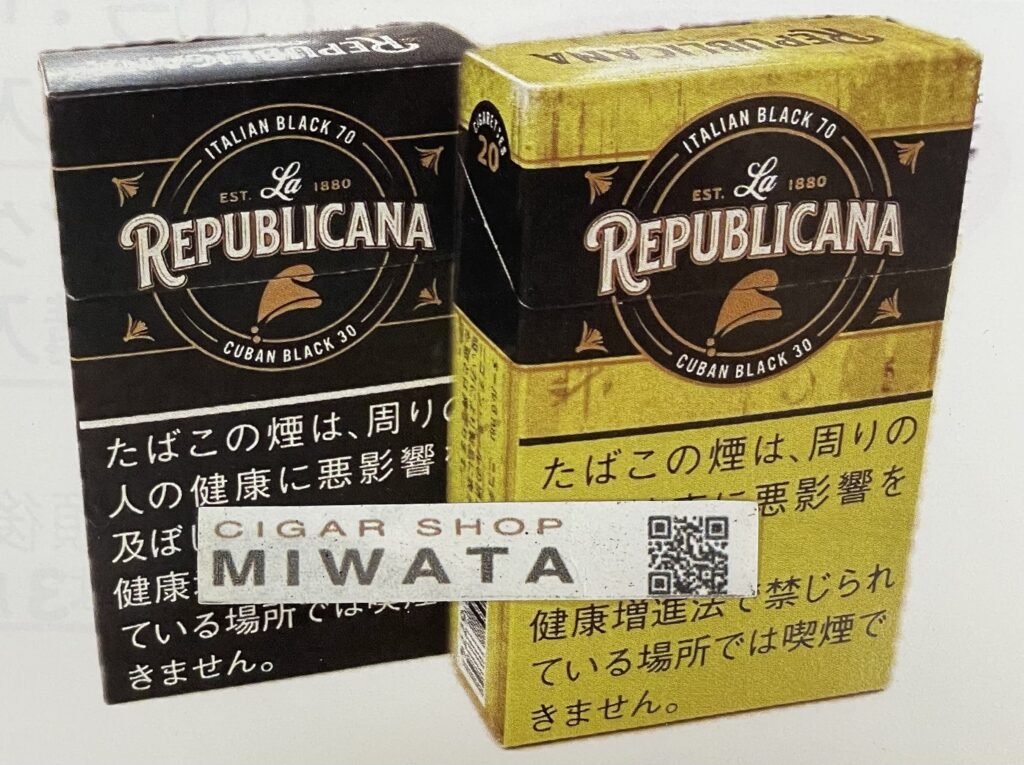 REPUBLICANA
ITALIAN BLACK 70
EST. La 1880
REPUBLICANA
CUBAN BLACK 30
たばこの煙は、周り
人の健康に悪影響
及ぼし
健康
ている場所では喫煙
きません。
REPUBLICANA
CIGARETTES
20
ITALIAN BLACK 70
EST. La 1880
REPUBLICANA
CUBAN BLACK 30
たばこの煙は、周りの
康に悪影響を
健康増進法で禁じられ
ている場所では喫煙で
きません。
CIGAR SHOP
MIWATA